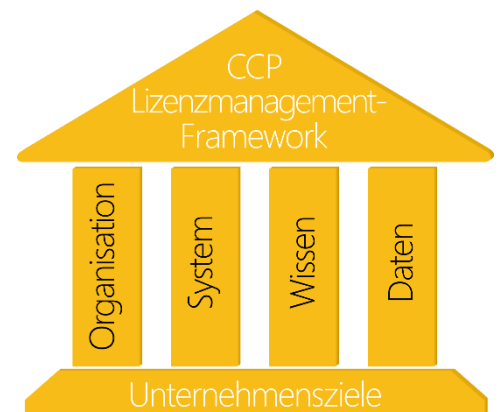 CCP
Lizenzmanagement-
Framework
Organisation
System
Wissen
Daten
Unternehmensziele